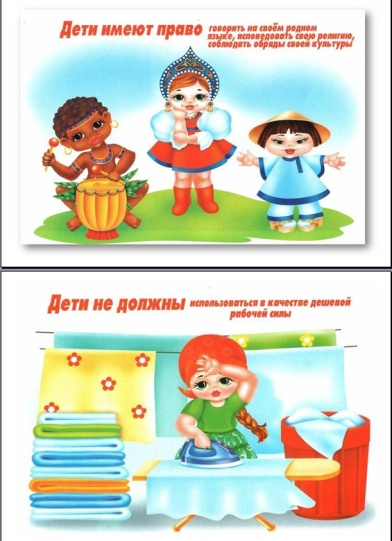 Дети имеют право говорить на своём родном
языке, исповедовать свою религию,
соблюдать обряды своей культуры
Дети не должны использоваться в качестве дешевой
рабочей силы